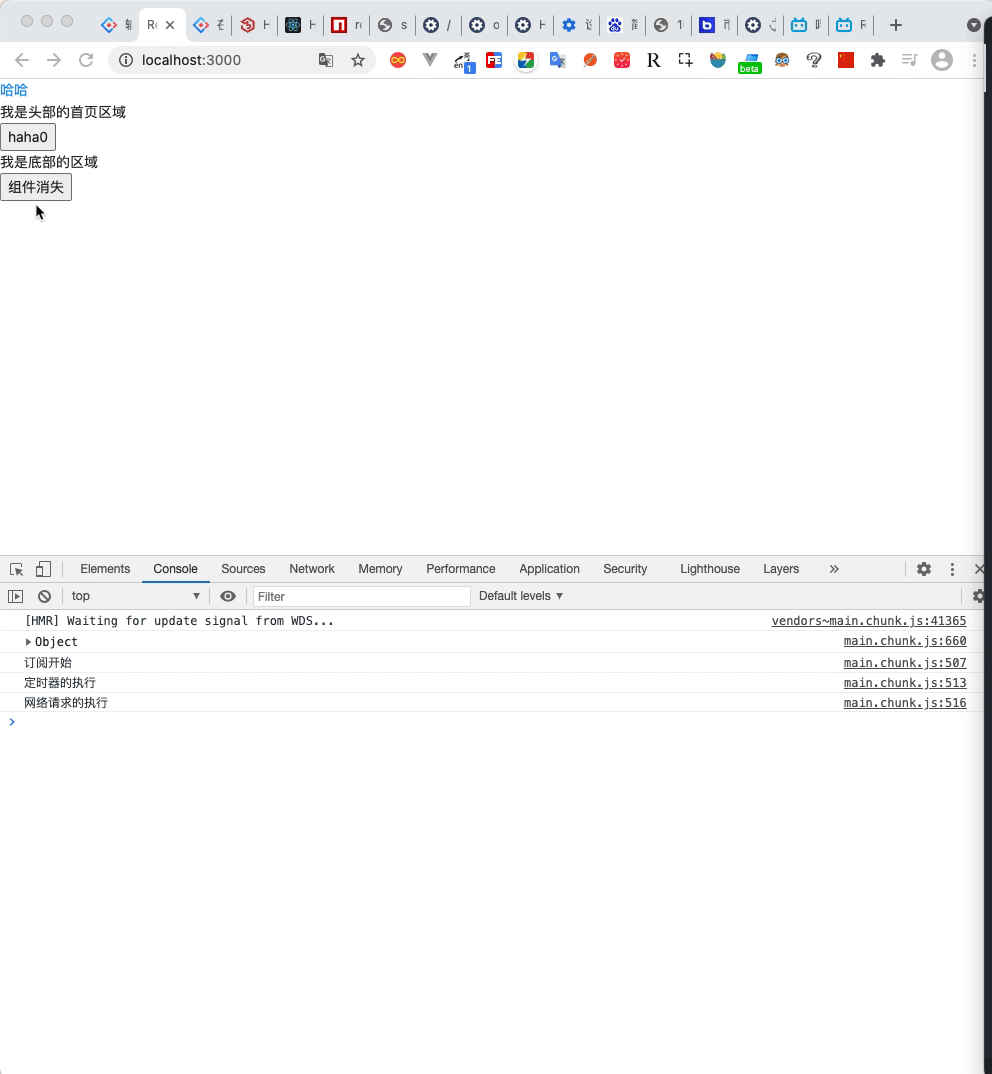 localhost:3000
en
1
FE
R
beta
哈哈
我是头部的首页区域
haha0
我是底部的区域
组件消失
Elements Console Sources Network Memory Performance Application Security Lighthouse Layers »
top Filter Default levels
[HMR] Waiting for update signal from WDS... vendors~main.chunk.js:41365
Object main.chunk.js:660
订阅开始 main.chunk.js:507
定时器的执行 main.chunk.js:513
网络请求的执行 main.chunk.js:516